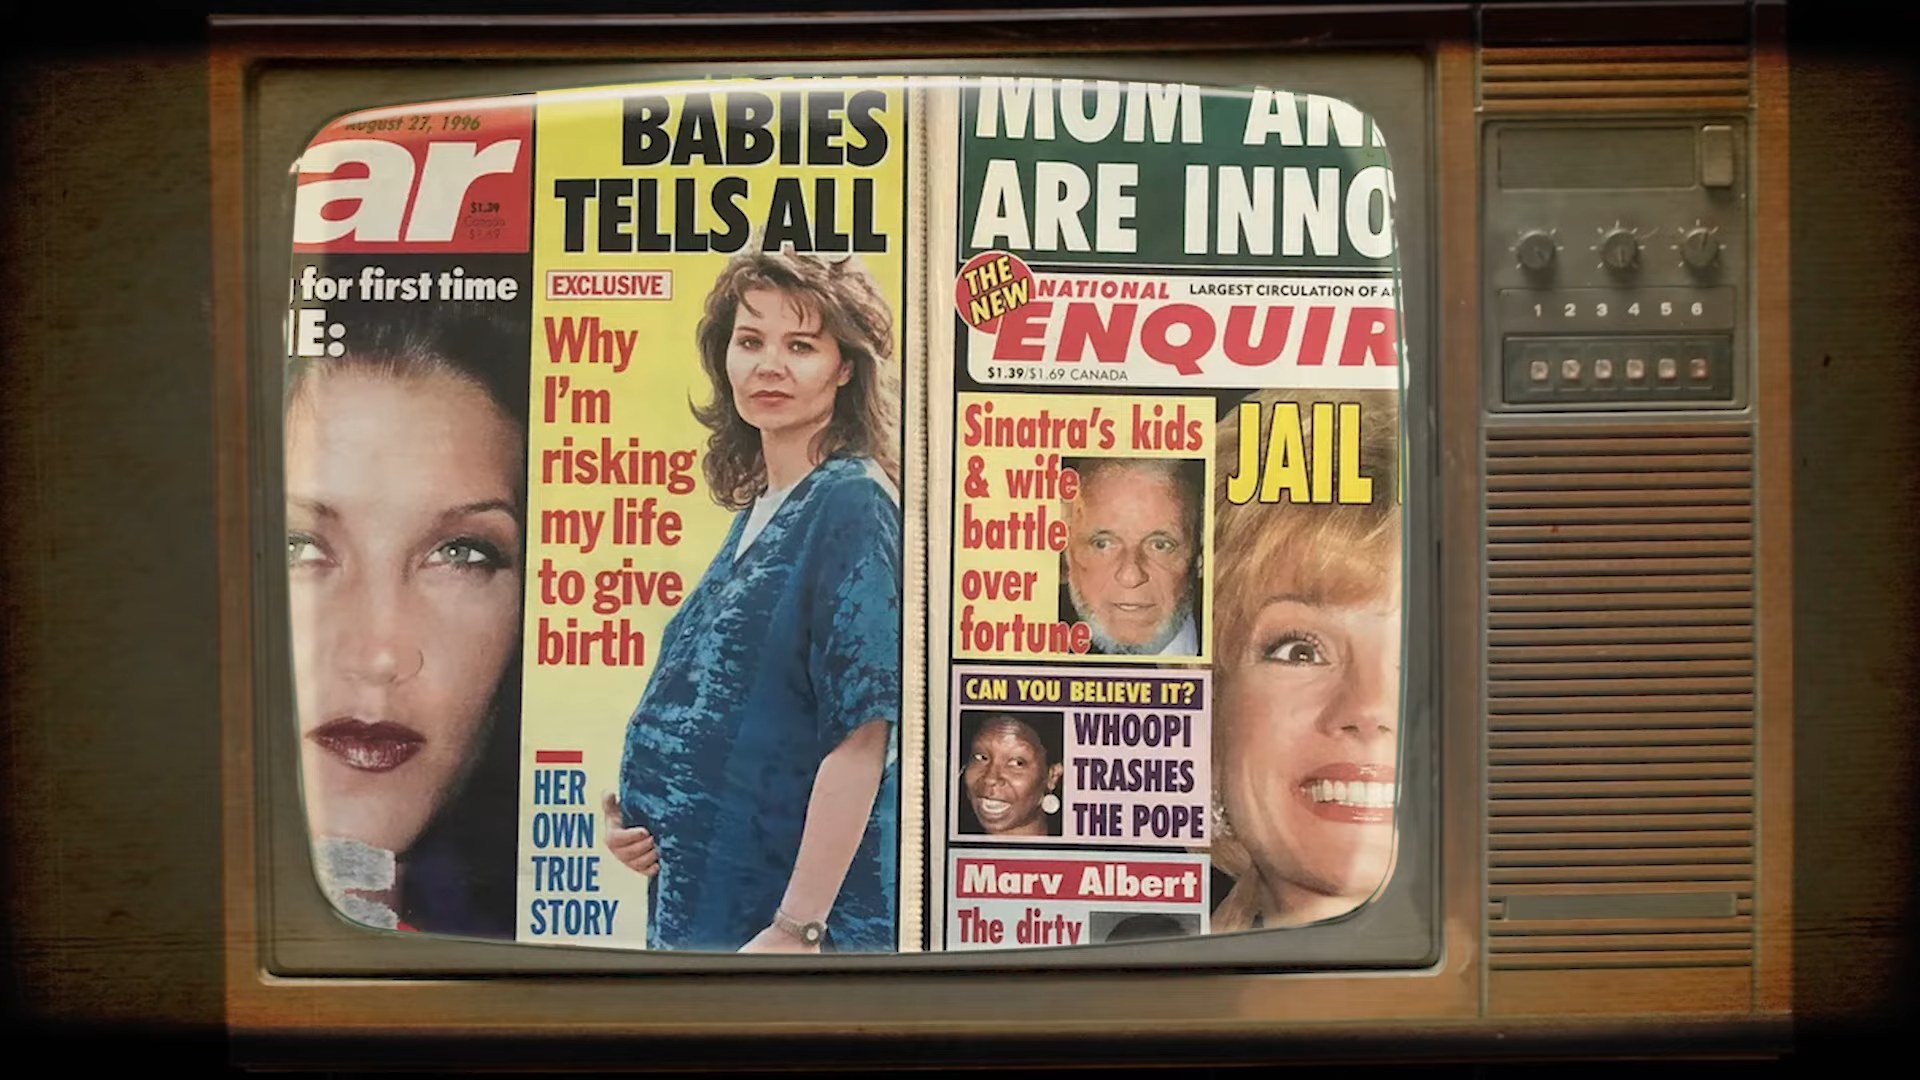 August 27, 1996
ar
$1.39
Canada
$1.69
for first time
E:
BABIES
TELLS ALL
EXCLUSIVE
Why
I'm
risking
my life
to give
birth
HER
OWN
TRUE
STORY
MOM AN
ARE INNO
THE
NEW
NATIONAL
LARGEST CIRCULATION OF A
ENQUIR
$1.39/$1.69 CANADA
Sinatra's kids
& wife
battle
over
fortune
JAIL
CAN YOU BELIEVE IT?
WHOOPI
TRASHES
THE POPE
Marv Albert
The dirty
1 2 3 4 5 6